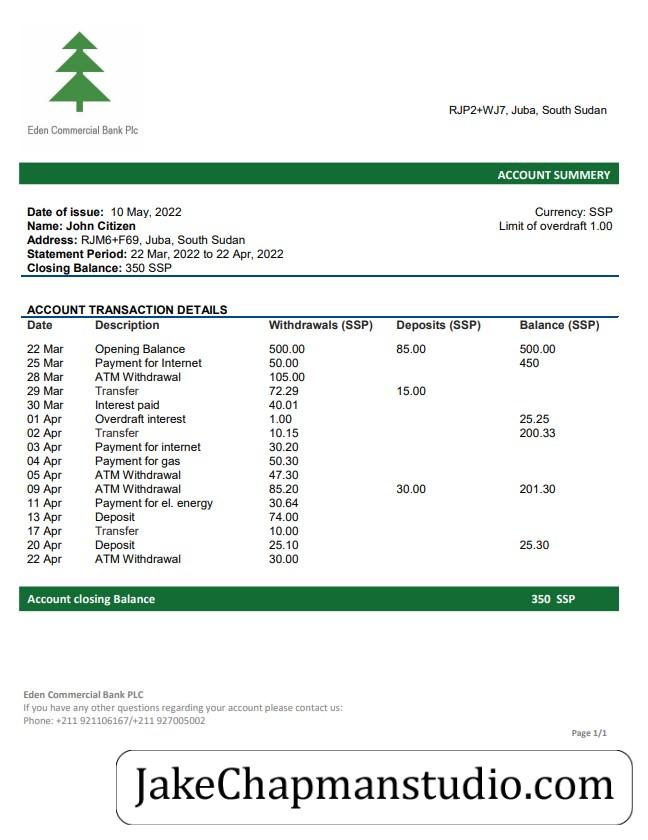 Eden Commercial Bank Plc
RJP2+WJ7, Juba, South Sudan
ACCOUNT SUMMERY
Date of issue: 10 May, 2022
Currency: SSP
Name: John Citizen
Limit of overdraft 1.00
Address: RJM6+F69, Juba, South Sudan
Statement Period: 22 Mar, 2022 to 22 Apr, 2022
Closing Balance: 350 SSP
ACCOUNT TRANSACTION DETAILS
Date Description Withdrawals (SSP) Deposits (SSP) Balance (SSP)
22 Mar Opening Balance 500.00 85.00 500.00
25 Mar Payment for Internet 50.00 450
28 Mar ATM Withdrawal 105.00
29 Mar Transfer 72.29 15.00
30 Mar Interest paid 40.01
01 Apr Overdraft interest 1.00 25.25
02 Apr Transfer 10.15 200.33
03 Apr Payment for internet 30.20
04 Apr Payment for gas 50.30
05 Apr ATM Withdrawal 47.30
09 Apr ATM Withdrawal 85.20 30.00 201.30
11 Apr Payment for el. energy 30.64
13 Apr Deposit 74.00
17 Apr Transfer 10.00
20 Apr Deposit 25.10 25.30
22 Apr ATM Withdrawal 30.00
Account closing Balance 350 SSP
Eden Commercial Bank PLC
If you have any other questions regarding your account please contact us:
Phone: +211 921106167/+211 927005002
Page 1/1
JakeChapmanstudio.com